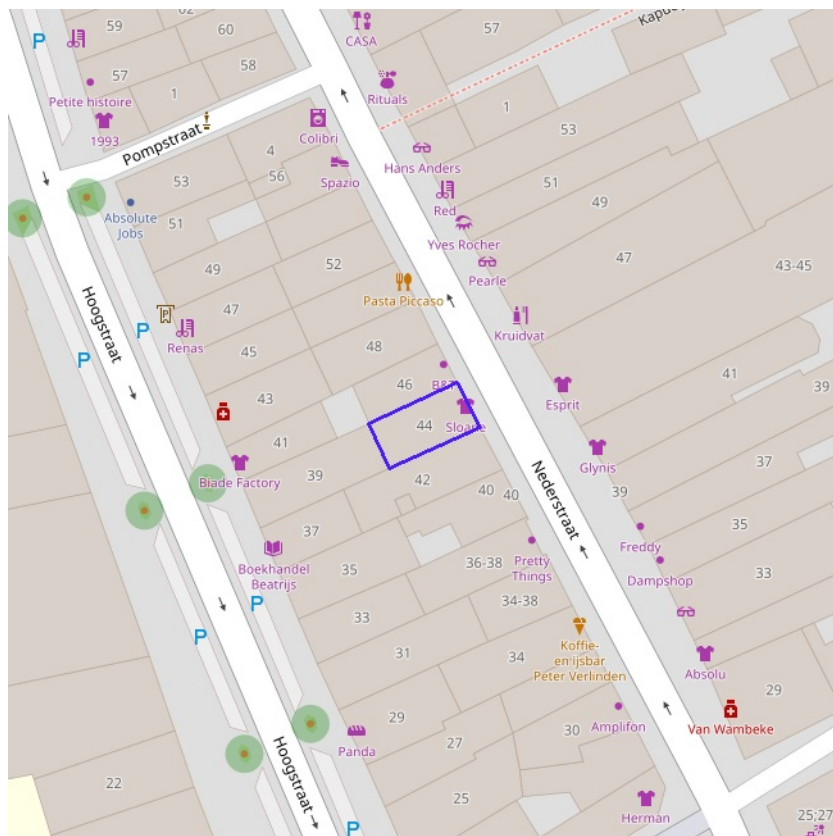 59
60
CASA
57
57
58
Petite histoire
1
Rituals
1
53
1993
Pompstraat
Colibri
4
Hans Anders
53
56
Spazio
51
Absolute
Jobs
51
Red
49
Yves Rocher
49
52
Pearle
47
43-45
Hoogstraat
47
Pasta Piccaso
Renas
45
48
Kruidvat
46
41
39
43
44
Esprit
Sloane
41
Glynis
Biade Factory
39
42
40
40
39
37
Nederstraat
37
35
Boekhandel
Beatrijs
35
36-38
Pretty
Things
Freddy
Dampshop
33
33
34-38
31
34
Koffie-
en ijsbar
Peter Verlinden
Absolu
29
29
Amplifon
Van Wambeke
Hoogstraat
Panda
27
30
22
25
Herman
25;27
P
P
P
P
P
P
P